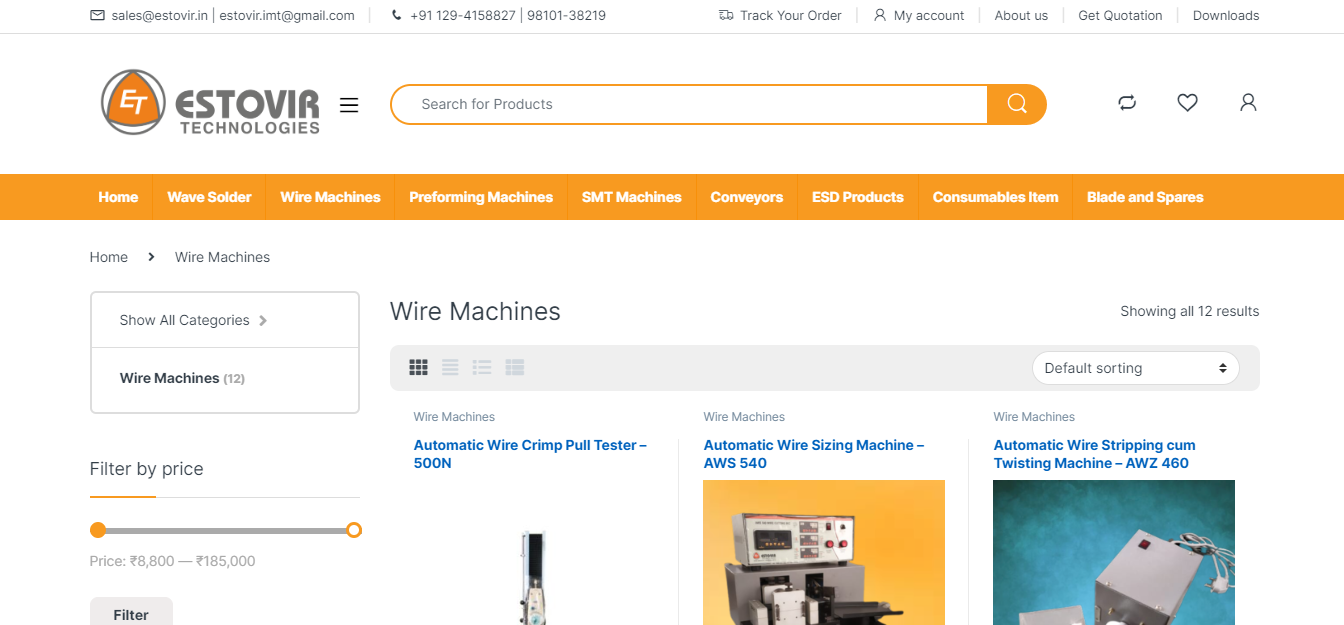 sales@estovir.in | estovir.imt@gmail.com
+91 129-4158827 | 98101-38219
Track Your Order
My account
About us
Get Quotation
Downloads
ET
ESTOVIR
TECHNOLOGIES
Search for Products
Home
Wave Solder
Wire Machines
Preforming Machines
SMT Machines
Conveyors
ESD Products
Consumables Item
Blade and Spares
Home
Wire Machines
Show All Categories
Wire Machines (12)
Filter by price
Price: ₹8,800 — ₹185,000
Filter
Wire Machines
Showing all 12 results
Default sorting
Wire Machines
Automatic Wire Crimp Pull Tester –
500N
Wire Machines
Automatic Wire Sizing Machine –
AWS 540
Wire Machines
Automatic Wire Stripping cum
Twisting Machine – AWZ 460
ESTOVIR